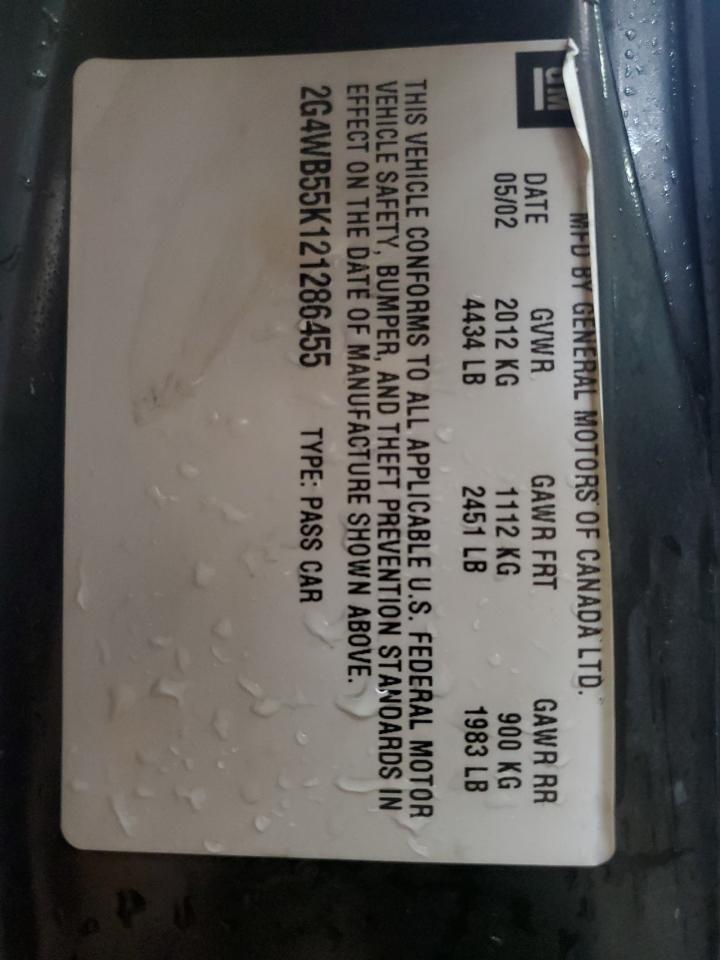 GM
MFD BY GENERAL MOTORS OF CANADA LTD.
DATE GVWR GAWR FRT GAWR RR
05/02 2012 KG 1112 KG 900 KG
4434 LB 2451 LB 1983 LB
THIS VEHICLE CONFORMS TO ALL APPLICABLE U.S. FEDERAL MOTOR
VEHICLE SAFETY, BUMPER, AND THEFT PREVENTION STANDARDS IN
EFFECT ON THE DATE OF MANUFACTURE SHOWN ABOVE.
2G4WB55K121286455 TYPE: PASS CAR